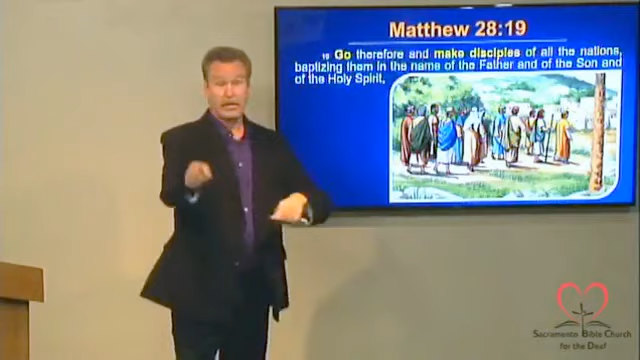 Matthew 28:19
19 Go therefore and make disciples of all the nations,
baptizing them in the name of the Father and of the Son and
of the Holy Spirit,
Sacramento Bible Church
for the Deaf